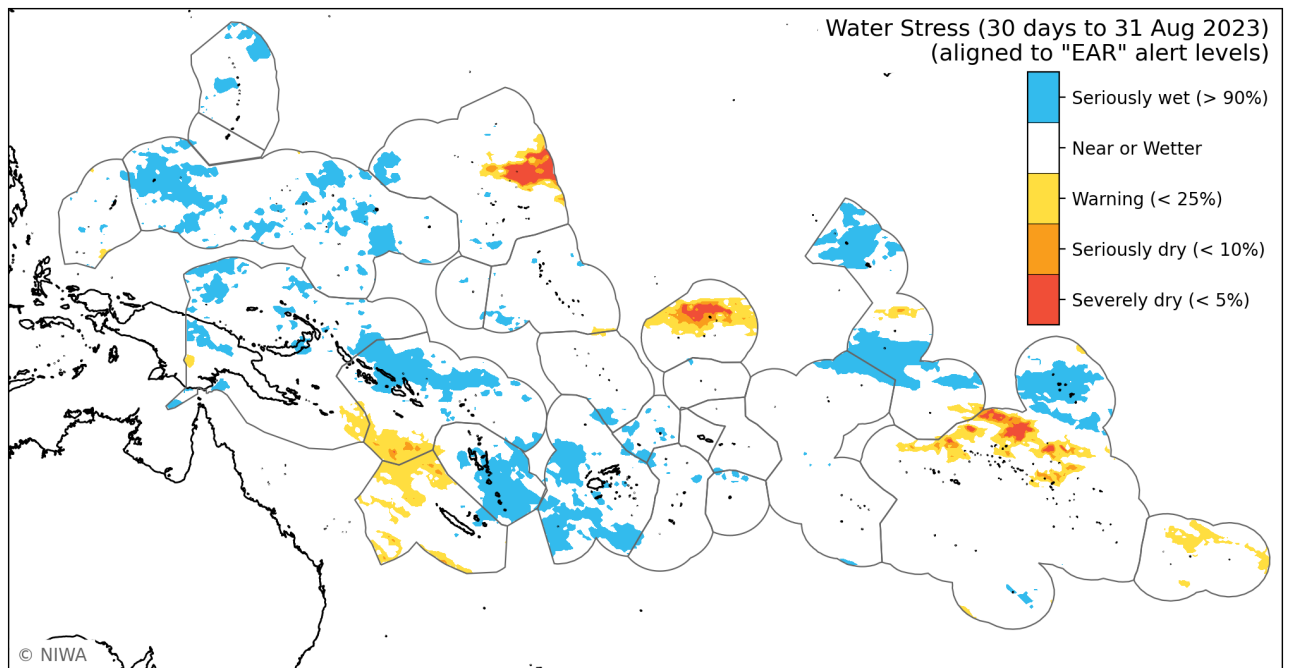 Water Stress (30 days to 31 Aug 2023)
(aligned to "EAR" alert levels)
Seriously wet (> 90%)
Near or Wetter
Warning (< 25%)
Seriously dry (< 10%)
Severely dry (< 5%)
© NIWA